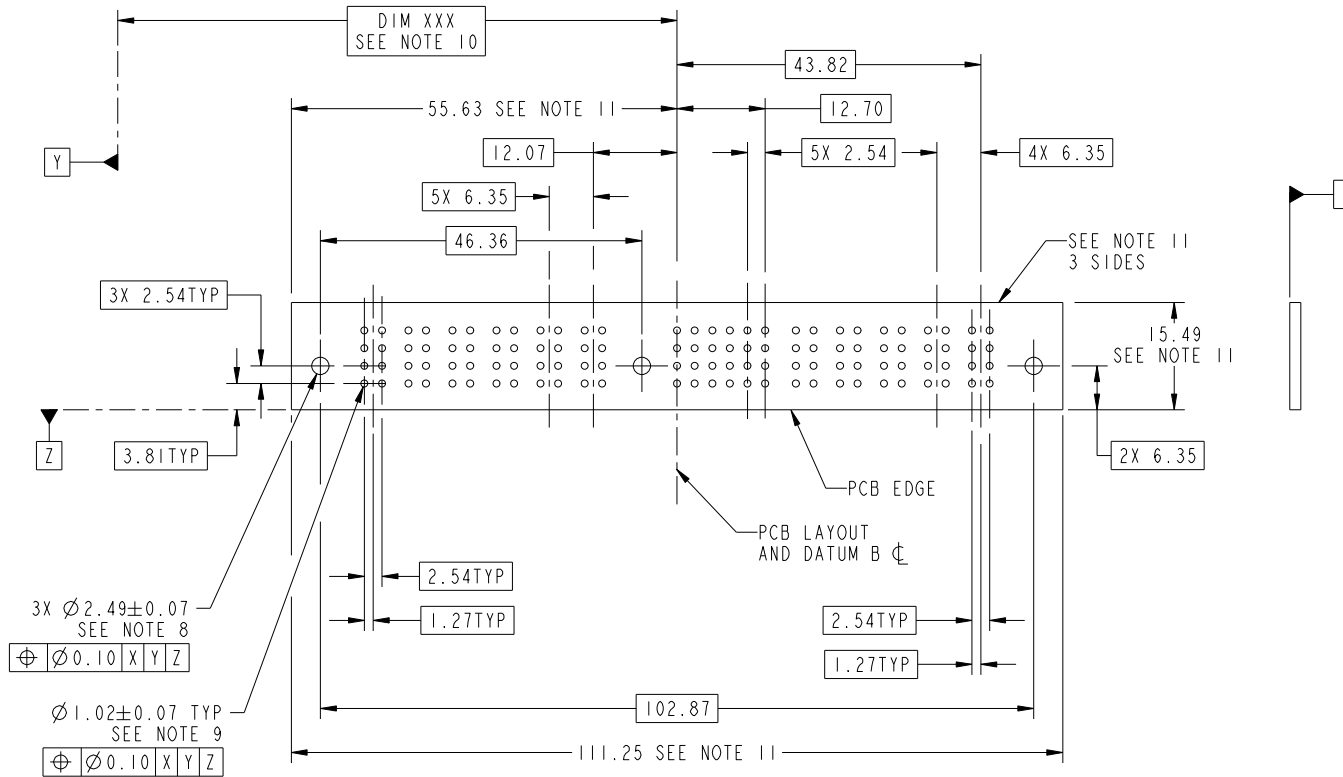 DIM XXX
SEE NOTE 10
43.82
55.63 SEE NOTE 11
12.70
Y
12.07
5X 2.54
4X 6.35
5X 6.35
46.36
SEE NOTE 11
3 SIDES
3X 2.54TYP
15.49
SEE NOTE 11
Z
3.81TYP
2X 6.35
PCB EDGE
PCB LAYOUT
AND DATUM B ℄
2.54TYP
3X Ø2.49±0.07
SEE NOTE 8
1.27TYP
2.54TYP
⌖ Ø0.10 X Y Z
1.27TYP
Ø1.02±0.07 TYP
SEE NOTE 9
102.87
⌖ Ø0.10 X Y Z
111.25 SEE NOTE 11